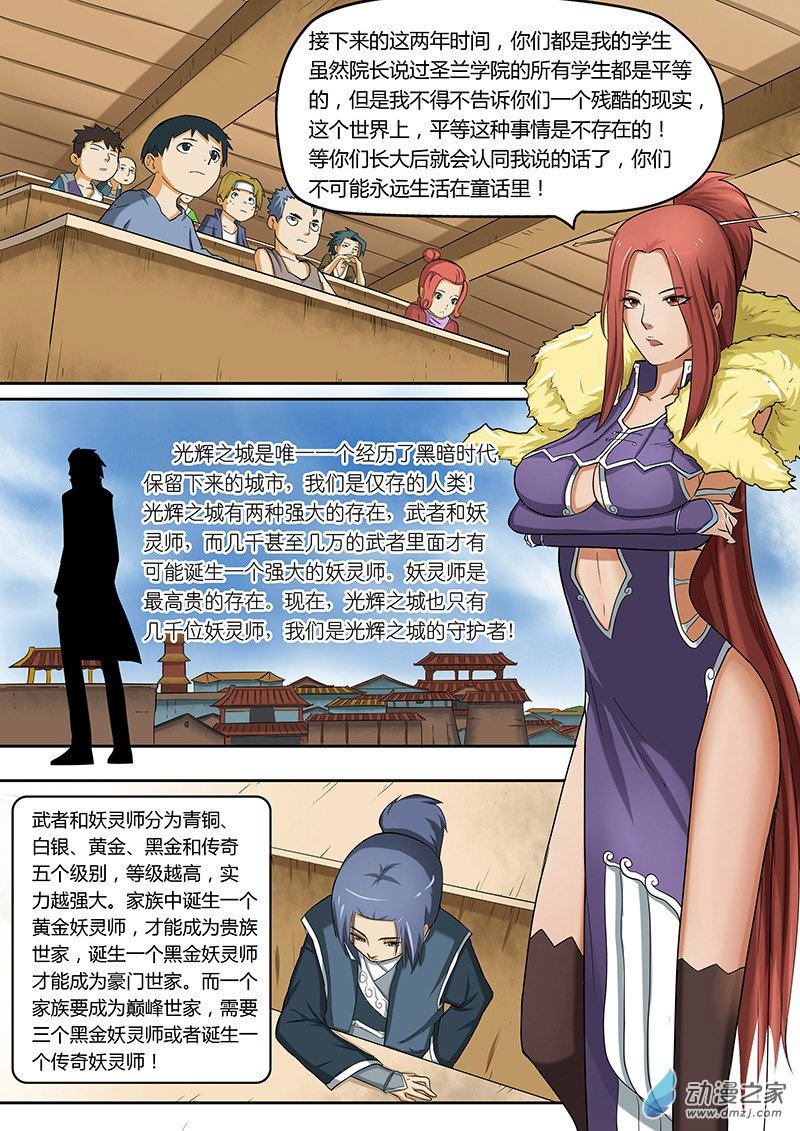 接下来的这两年时间，你们都是我的学生
虽然院长说过圣兰学院的所有学生都是平等
的，但是我不得不告诉你们一个残酷的现实，
这个世界上，平等这种事情是不存在的！
等你们长大后就会认同我说的话了，你们
不可能永远生活在童话里！
光辉之城是唯一一个经历了黑暗时代
保留下来的城市，我们是仅存的人类！
光辉之城有两种强大的存在，武者和妖
灵师，而几千甚至几万的武者里面才有
可能诞生一个强大的妖灵师。妖灵师是
最高贵的存在。现在，光辉之城也只有
几千位妖灵师，我们是光辉之城的守护者！
武者和妖灵师分为青铜、
白银、黄金、黑金和传奇
五个级别，等级越高，实
力越强大。家族中诞生一个
黄金妖灵师，才能成为贵族
世家，诞生一个黑金妖灵师
才能成为豪门世家。而一个
家族要成为巅峰世家，需要
三个黑金妖灵师或者诞生一
个传奇妖灵师！
动漫之家
www.dmzj.com